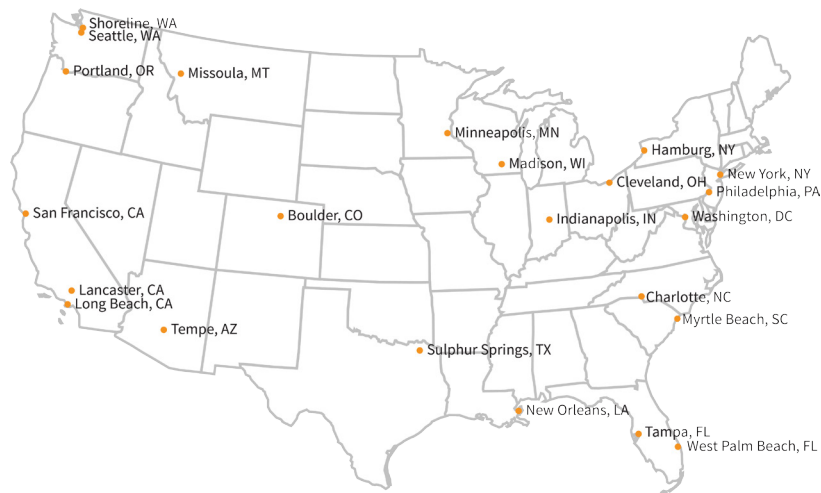 Shoreline, WA
Seattle, WA
Portland, OR
Missoula, MT
Minneapolis, MN
Hamburg, NY
Madison, WI
New York, NY
Cleveland, OH
Philadelphia, PA
San Francisco, CA
Boulder, CO
Indianapolis, IN
Washington, DC
Lancaster, CA
Long Beach, CA
Charlotte, NC
Myrtle Beach, SC
Tempe, AZ
Sulphur Springs, TX
New Orleans, LA
Tampa, FL
West Palm Beach, FL